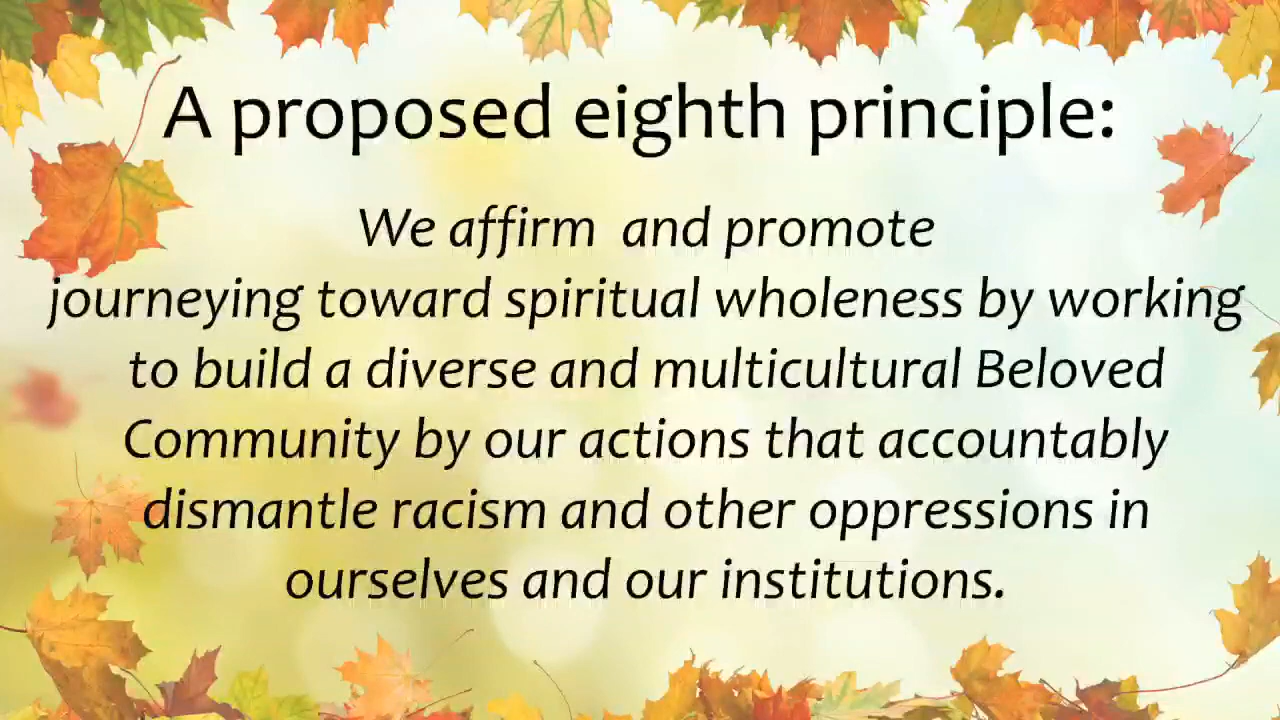 A proposed eighth principle:
We affirm  and promote
journeying toward spiritual wholeness by working
to build a diverse and multicultural Beloved
Community by our actions that accountably
dismantle racism and other oppressions in
ourselves and our institutions.